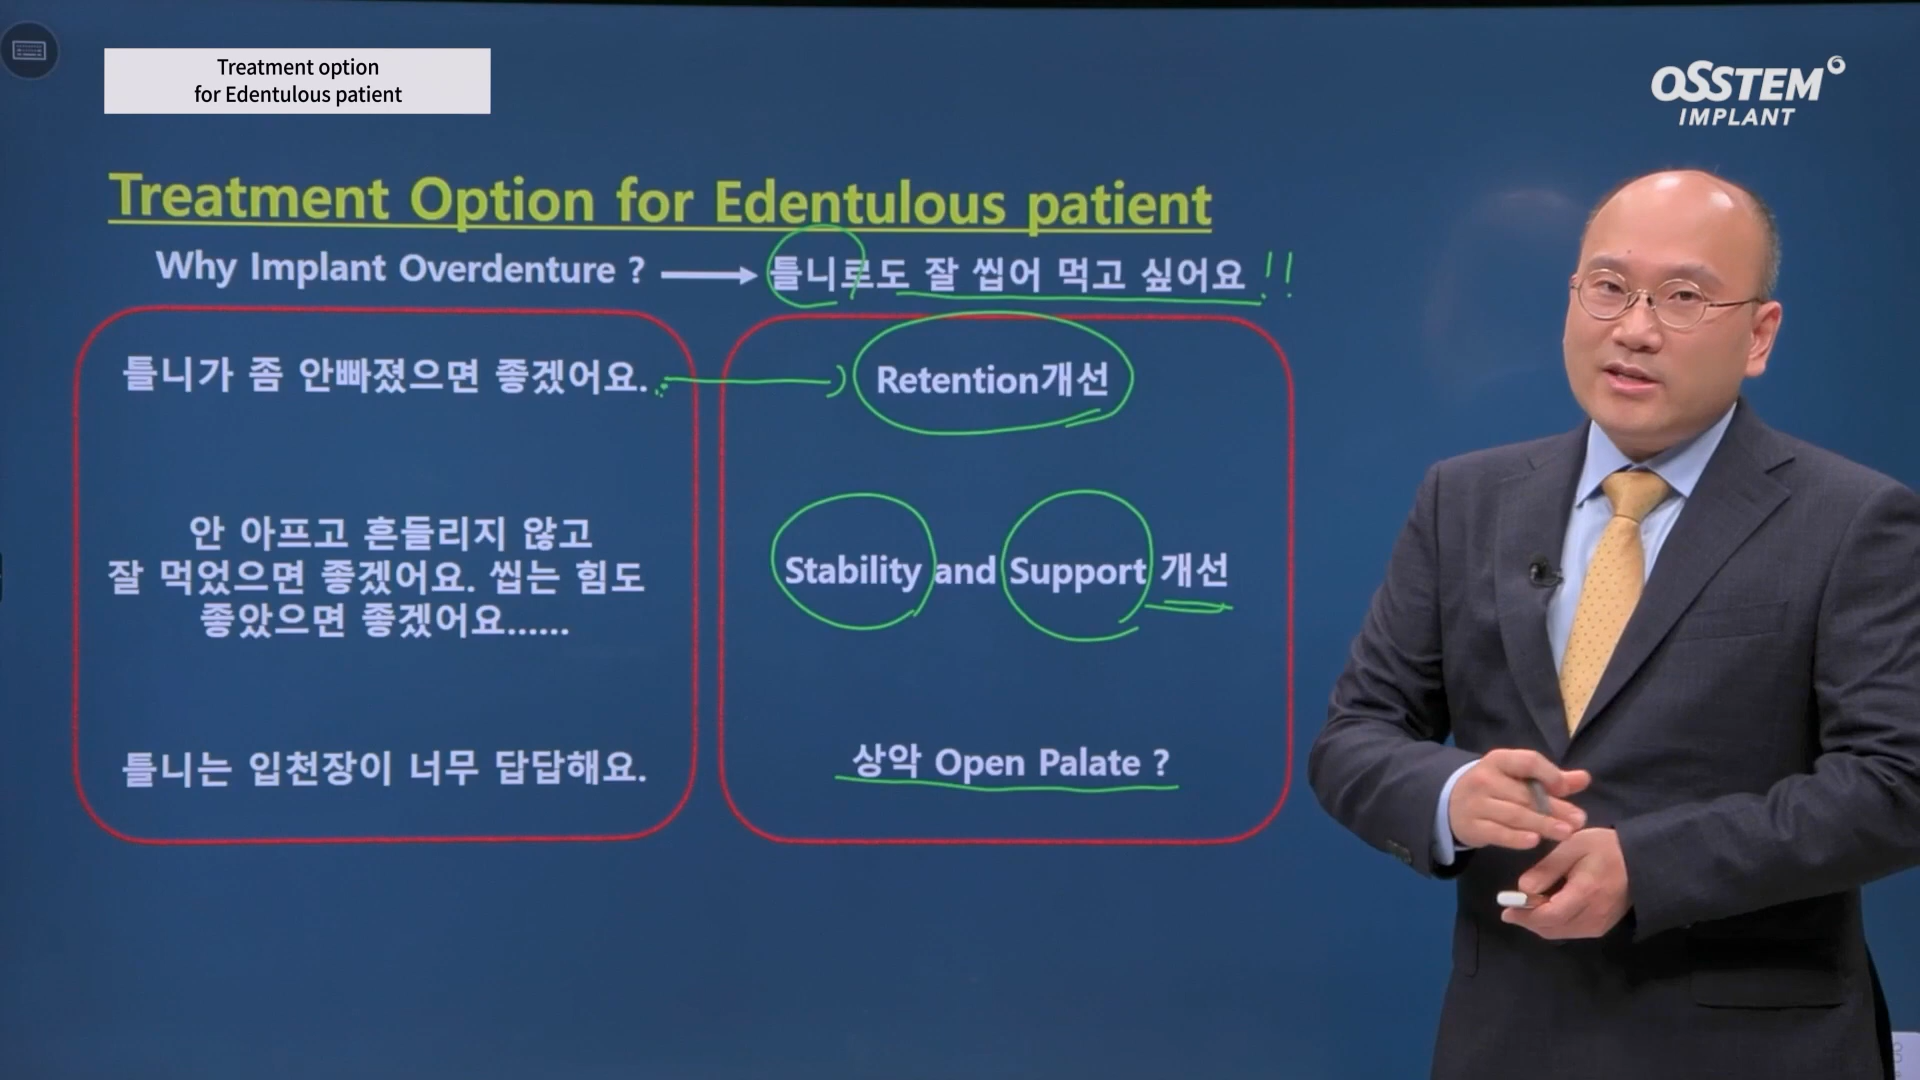 Treatment option
for Edentulous patient
OSSTEM
IMPLANT
Treatment Option for Edentulous patient
Why Implant Overdenture ? 틀니로도 잘 씹어 먹고 싶어요 !!
틀니가 좀 안빠졌으면 좋겠어요.
Retention개선
안 아프고 흔들리지 않고
잘 먹었으면 좋겠어요. 씹는 힘도
좋았으면 좋겠어요......
Stability and Support 개선
틀니는 입천장이 너무 답답해요.
상악 Open Palate ?